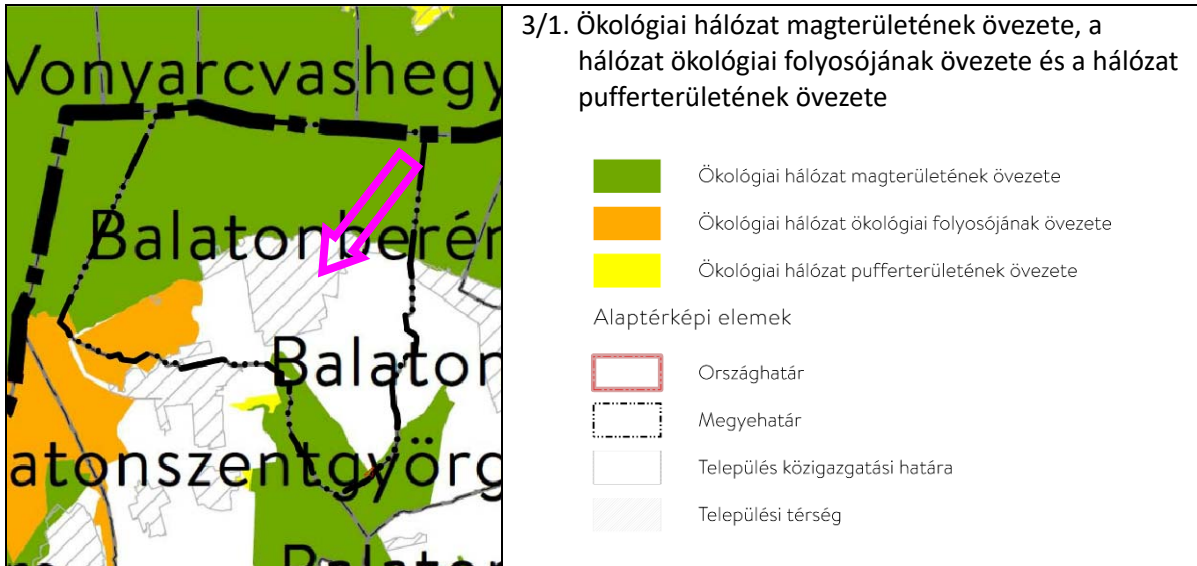 Vonyarcvashegy
Balatonberén
Balaton
atonszentgyörg
Balaton
3/1. Ökológiai hálózat magterületének övezete, a
hálózat ökológiai folyosójának övezete és a hálózat
pufferterületének övezete
Ökológiai hálózat magterületének övezete
Ökológiai hálózat ökológiai folyosójának övezete
Ökológiai hálózat pufferterületének övezete
Alaptérképi elemek
Országhatár
Megyehatár
Település közigazgatási határa
Települési térség